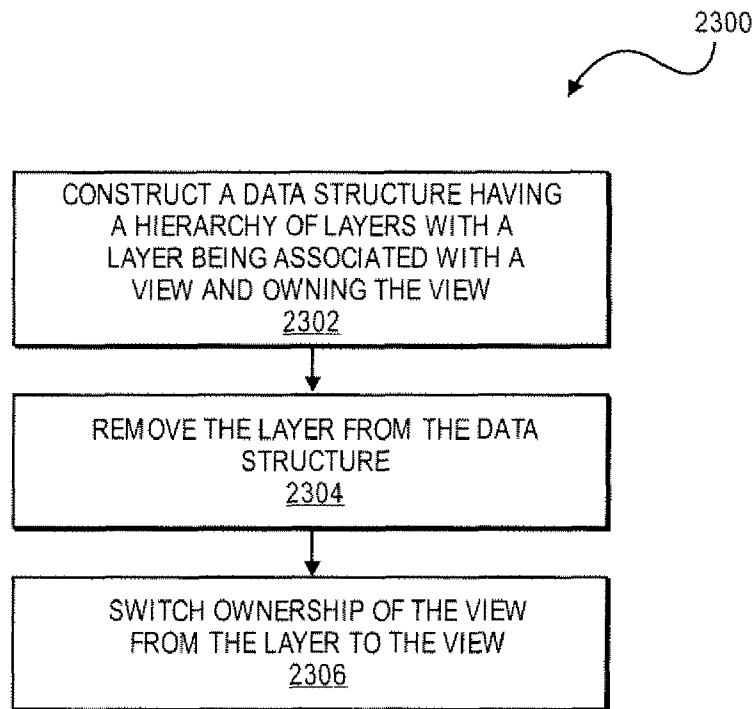 2300
CONSTRUCT A DATA STRUCTURE HAVING
A HIERARCHY OF LAYERS WITH A
LAYER BEING ASSOCIATED WITH A
VIEW AND OWNING THE VIEW
2302
REMOVE THE LAYER FROM THE DATA
STRUCTURE
2304
SWITCH OWNERSHIP OF THE VIEW
FROM THE LAYER TO THE VIEW
2306